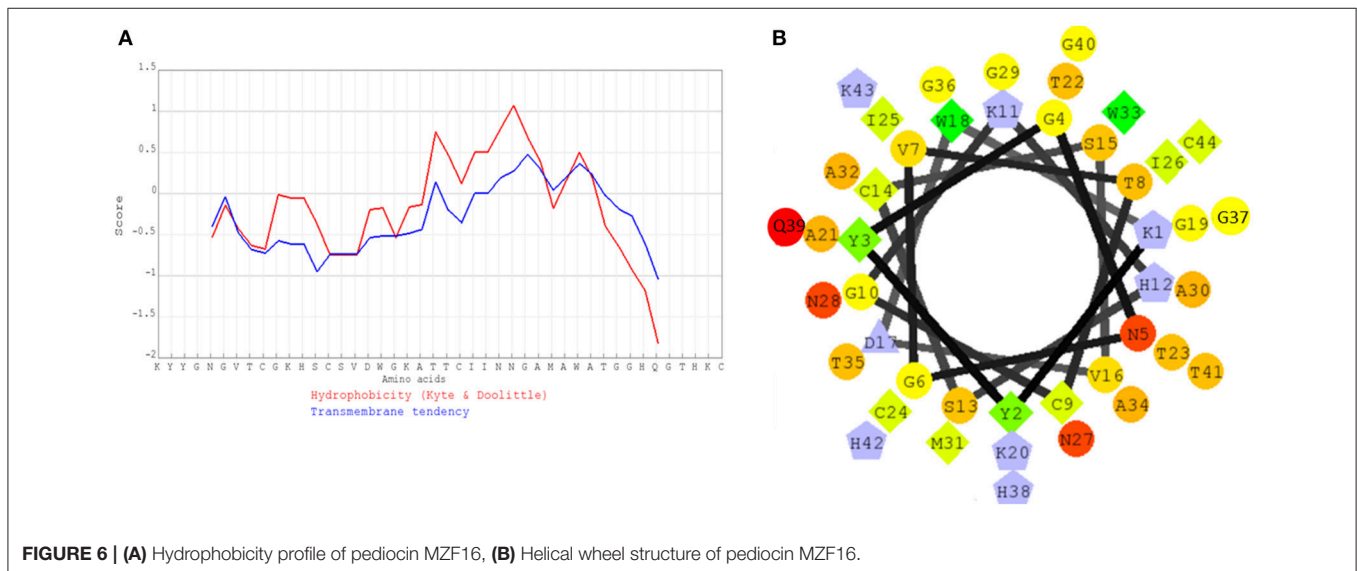 A
1.5
1
0.5
0
-0.5
-1
-1.5
-2
Score
K Y Y G N G V T C G K H S C S V D W G K A T T C I I N N G A M A W A T G G H Q G T H K C
Amino acids
Hydrophobicity (Kyte & Doolittle)
Transmembrane tendency
B
G40
G29
T22
K43
G36
K11
G4
W33
I25
W18
S15
C44
V7
I26
A32
C14
T8
Q39
A21
Y3
K1
G19
G37
N28
G10
H12
A30
D17
N5
T35
T23
T41
G6
V16
C24
S13
Y2
C9
A34
H42
M31
K20
N27
H38
FIGURE 6 | (A) Hydrophobicity profile of pediocin MZF16, (B) Helical wheel structure of pediocin MZF16.